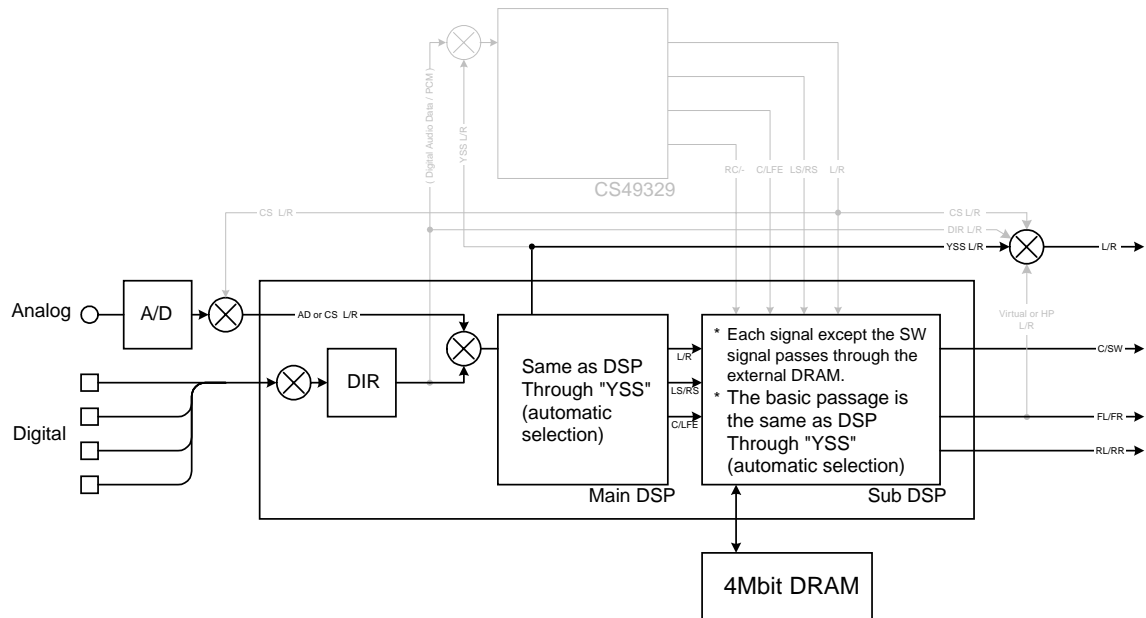 ( Digital Audio Data / PCM )
YSS L/R
RC/-
C/LFE
LS/RS
L/R
CS49329
CS L/R
CS L/R
DIR L/R
YSS L/R
L/R
Analog
A/D
AD or CS L/R
Virtual or HP
L/R
DIR
Same as DSP
Through "YSS"
(automatic
selection)
L/R
LS/RS
C/LFE
* Each signal except the SW
signal passes through the
external DRAM.
* The basic passage is
the same as DSP
Through "YSS"
(automatic selection)
C/SW
FL/FR
RL/RR
Digital
Main DSP
Sub DSP
4Mbit DRAM